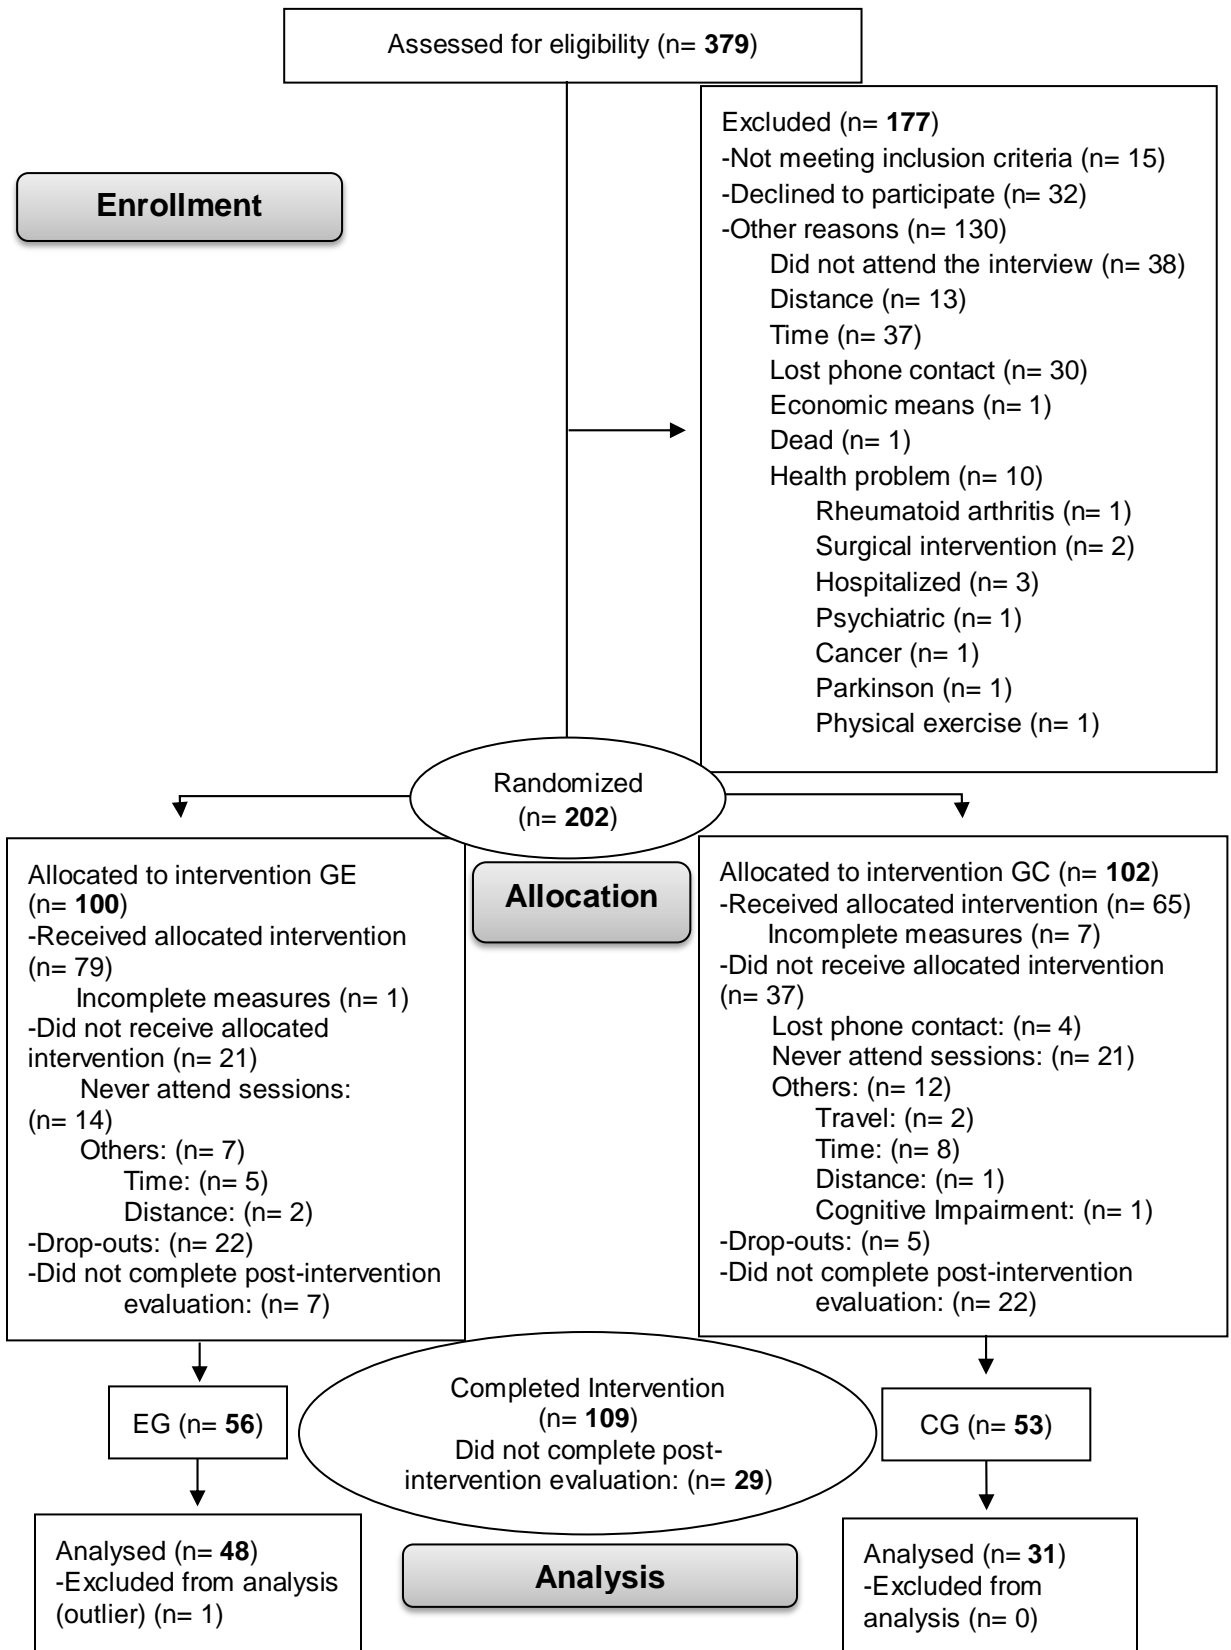 Assessed for eligibility (n= 379)
Enrollment
Excluded (n= 177)
-Not meeting inclusion criteria (n= 15)
-Declined to participate (n= 32)
-Other reasons (n= 130)
Did not attend the interview (n= 38)
Distance (n= 13)
Time (n= 37)
Lost phone contact (n= 30)
Economic means (n= 1)
Dead (n= 1)
Health problem (n= 10)
Rheumatoid arthritis (n= 1)
Surgical intervention (n= 2)
Hospitalized (n= 3)
Psychiatric (n= 1)
Cancer (n= 1)
Parkinson (n= 1)
Physical exercise (n= 1)
Randomized
(n= 202)
Allocated to intervention GE
(n= 100)
-Received allocated intervention
(n= 79)
Incomplete measures (n= 1)
-Did not receive allocated
intervention (n= 21)
Never attend sessions:
(n= 14)
Others: (n= 7)
Time: (n= 5)
Distance: (n= 2)
-Drop-outs: (n= 22)
-Did not complete post-intervention
evaluation: (n= 7)
Allocation
Allocated to intervention GC (n= 102)
-Received allocated intervention (n= 65)
Incomplete measures (n= 7)
-Did not receive allocated intervention
(n= 37)
Lost phone contact: (n= 4)
Never attend sessions: (n= 21)
Others: (n= 12)
Travel: (n= 2)
Time: (n= 8)
Distance: (n= 1)
Cognitive Impairment: (n= 1)
-Drop-outs: (n= 5)
-Did not complete post-intervention
evaluation: (n= 22)
EG (n= 56)
Completed Intervention
(n= 109)
Did not complete post-
intervention evaluation: (n= 29)
CG (n= 53)
Analysed (n= 48)
-Excluded from analysis
(outlier) (n= 1)
Analysis
Analysed (n= 31)
-Excluded from
analysis (n= 0)